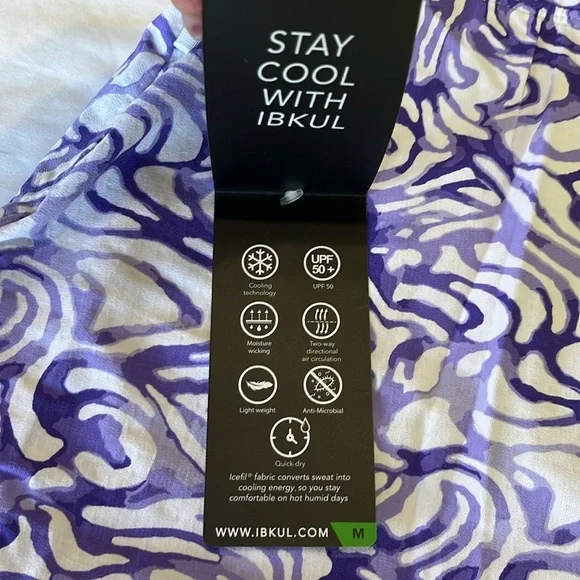 STAY
COOL
WITH
IBKUL
UPF
50+
Cooling
technology
UPF 50
Moisture
wicking
Two-way
directional
air circulation
Light weight
Anti-Microbial
Quick-dry
Icefil® fabric converts sweat into
cooling energy, so you stay
comfortable on hot humid days
WWW.IBKUL.COM
M